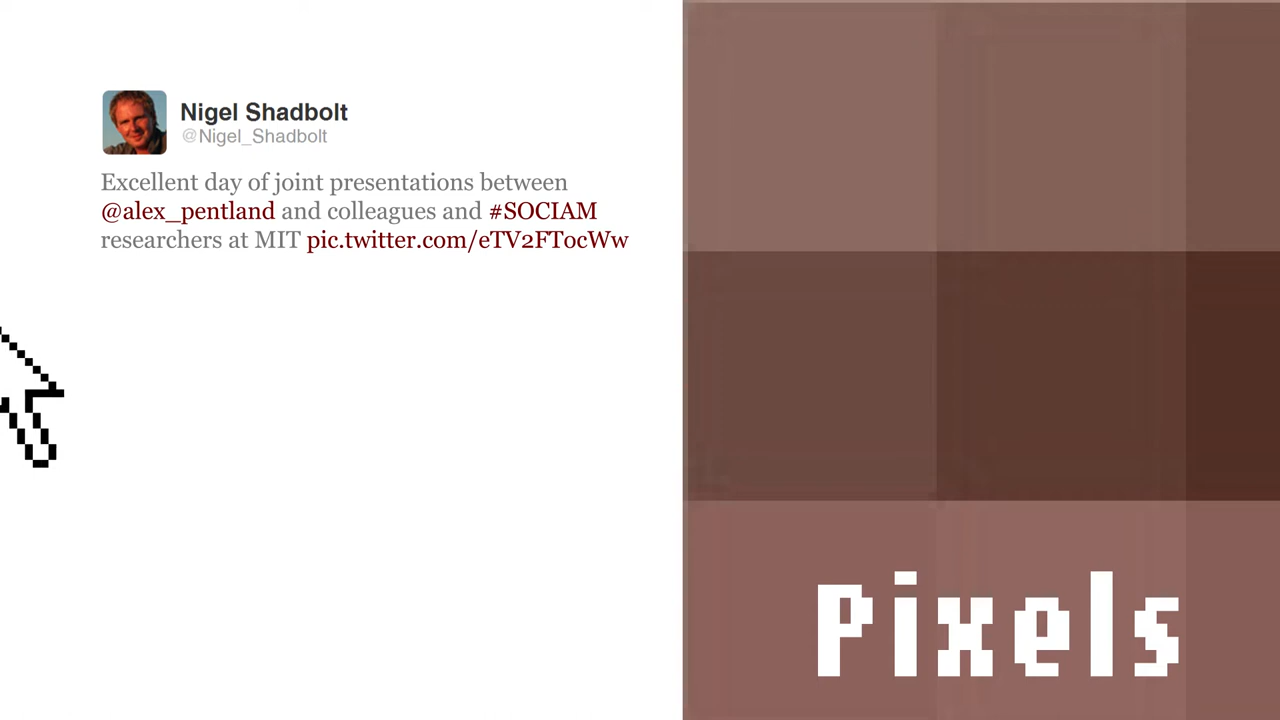 Nigel Shadbolt
@Nigel_Shadbolt
Excellent day of joint presentations between
@alex_pentland and colleagues and #SOCIAM
researchers at MIT pic.twitter.com/eTV2FTocWw
Pixels